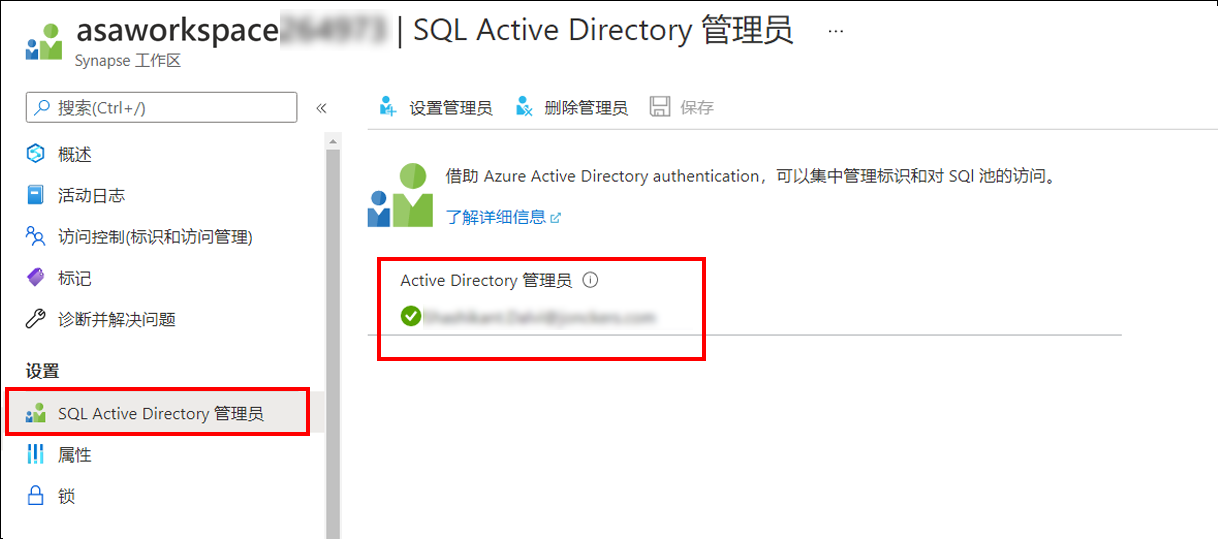 asaworkspace | SQL Active Directory 管理员 ...
Synapse 工作区
搜索(Ctrl+/)
«
设置管理员
删除管理员
保存
概述
活动日志
访问控制(标识和访问管理)
标记
诊断并解决问题
设置
SQL Active Directory 管理员
属性
锁
借助 Azure Active Directory authentication，可以集中管理标识和对 SQl 池的访问。
了解详细信息
Active Directory 管理员